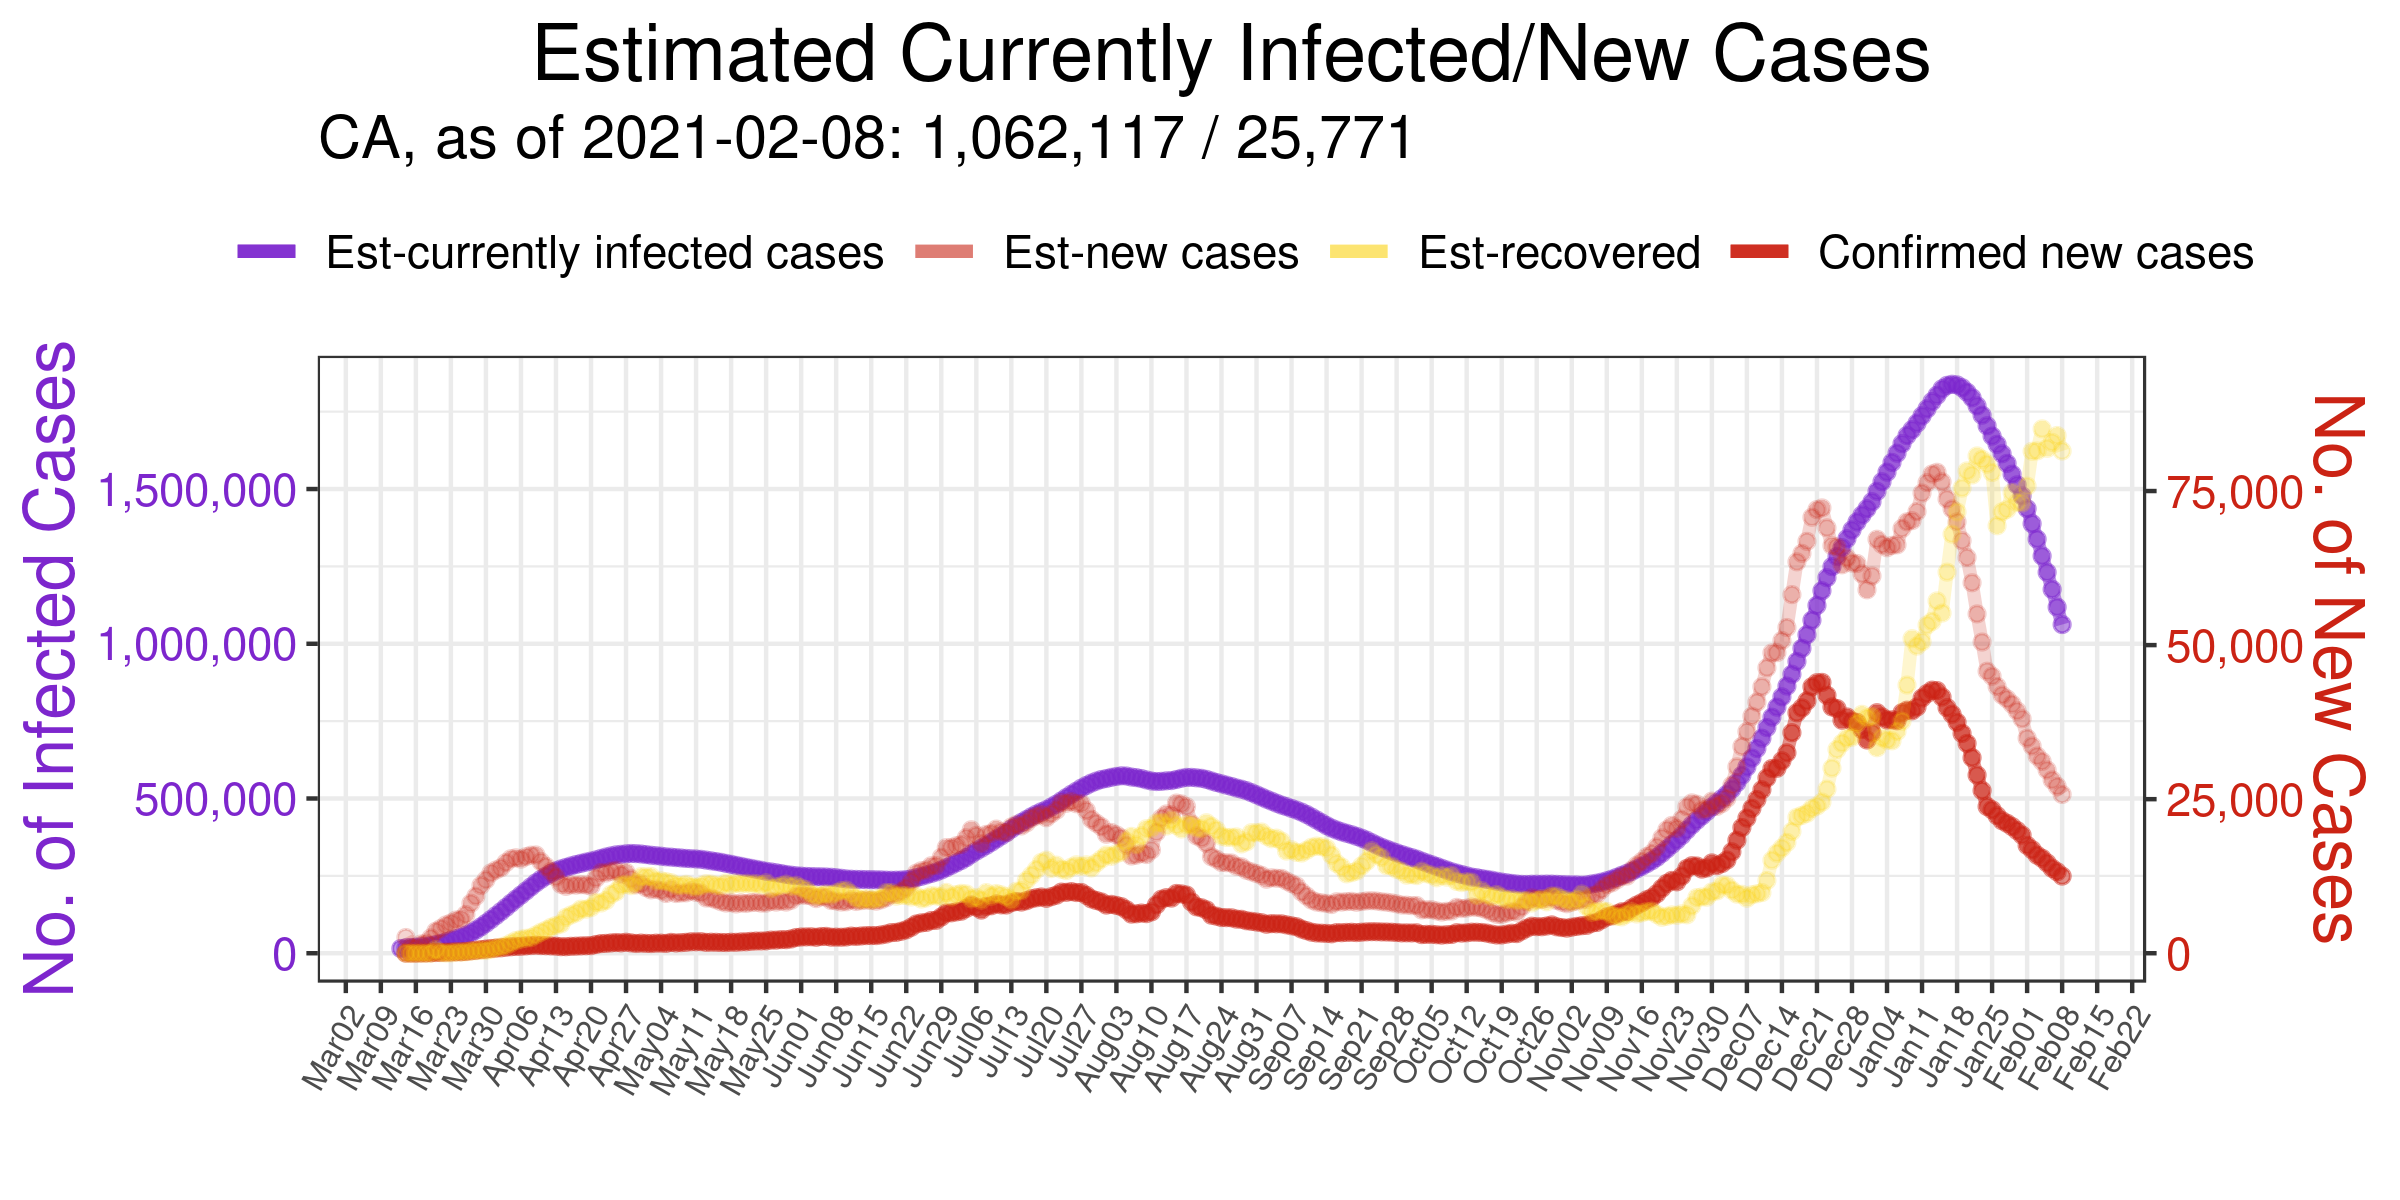 Estimated Currently Infected/New Cases
CA, as of 2021-02-08: 1,062,117 / 25,771
Est-currently infected cases
Est-new cases
Est-recovered
Confirmed new cases
No. of Infected Cases
1,500,000
1,000,000
500,000
0
75,000
50,000
25,000
0
No. of New Cases
Mar02
Mar09
Mar16
Mar23
Mar30
Apr06
Apr13
Apr20
Apr27
May04
May11
May18
May25
Jun01
Jun08
Jun15
Jun22
Jun29
Jul06
Jul13
Jul20
Jul27
Aug03
Aug10
Aug17
Aug24
Aug31
Sep07
Sep14
Sep21
Sep28
Oct05
Oct12
Oct19
Oct26
Nov02
Nov09
Nov16
Nov23
Nov30
Dec07
Dec14
Dec21
Dec28
Jan04
Jan11
Jan18
Jan25
Feb01
Feb08
Feb15
Feb22